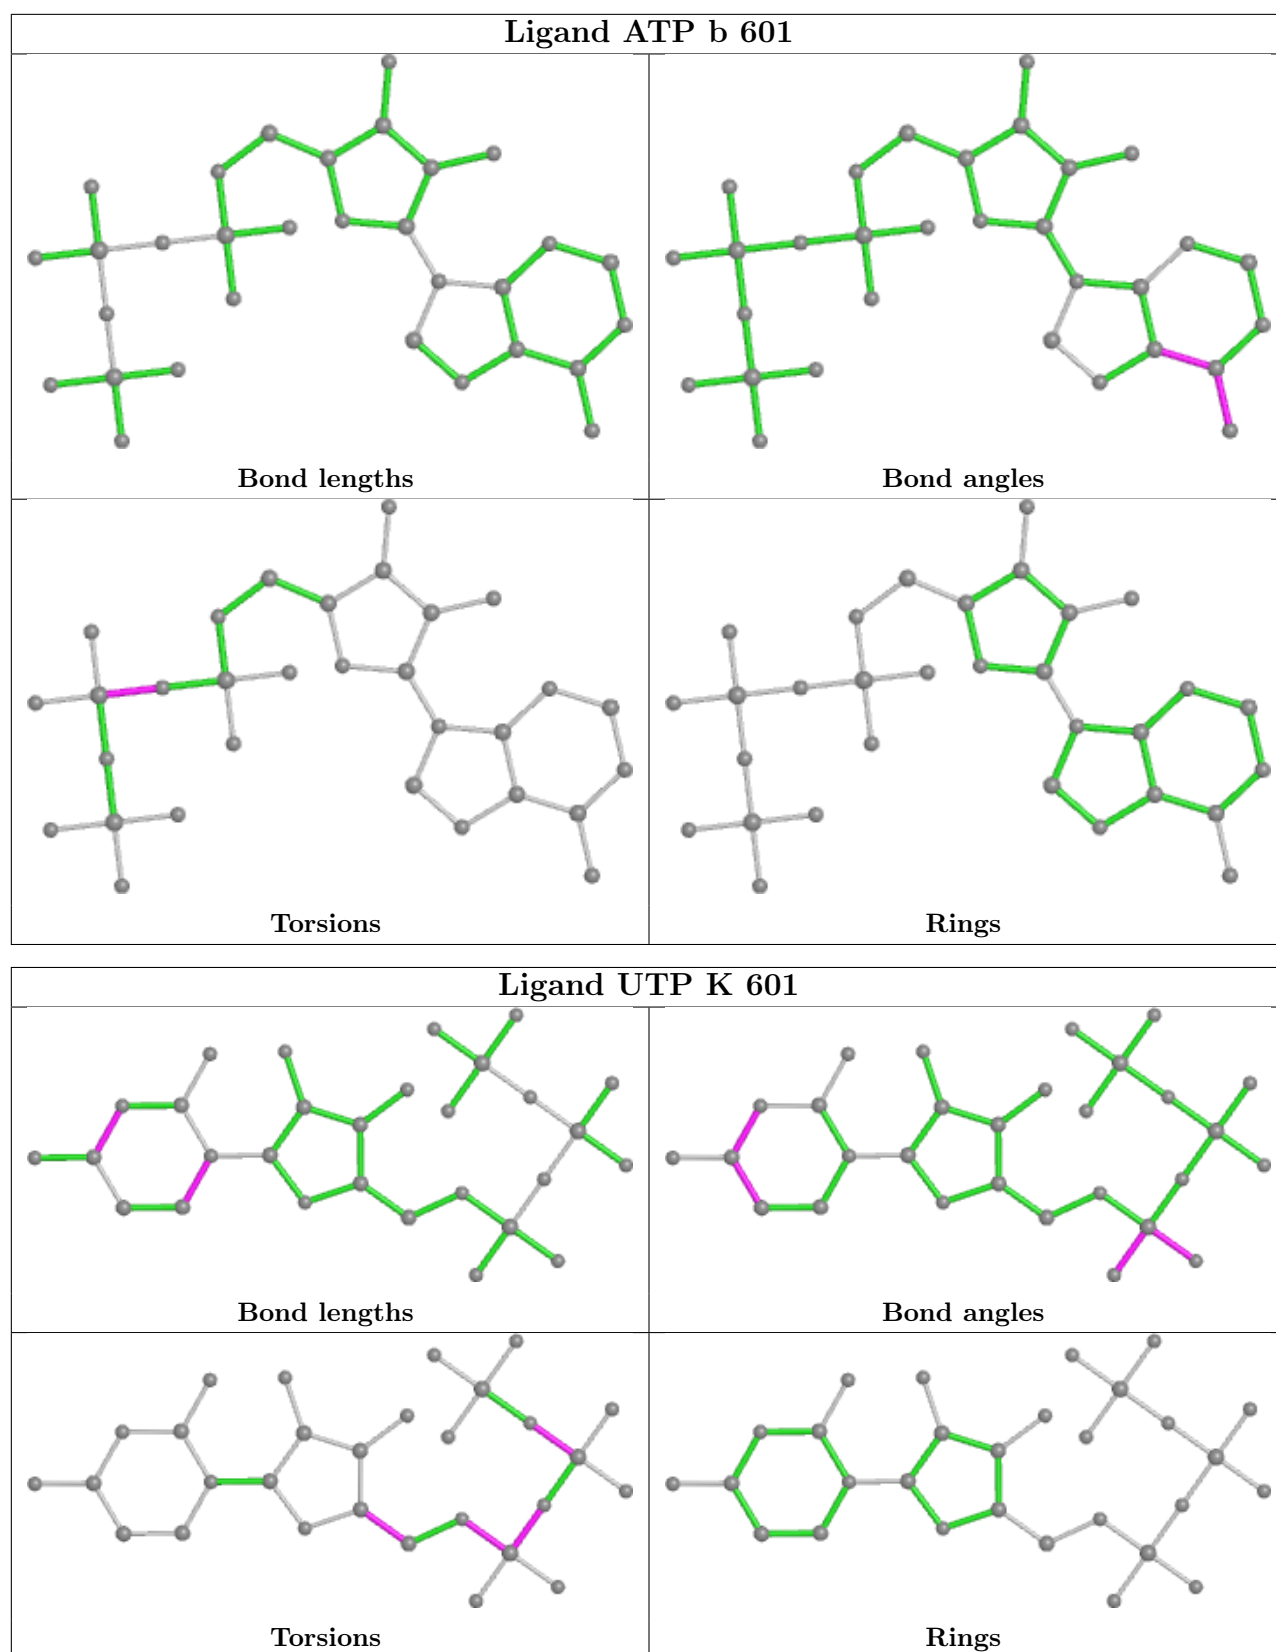 Ligand ATP b 601
Bond lengths
Bond angles
Torsions
Rings
Ligand UTP K 601
Bond lengths
Bond angles
Torsions
Rings